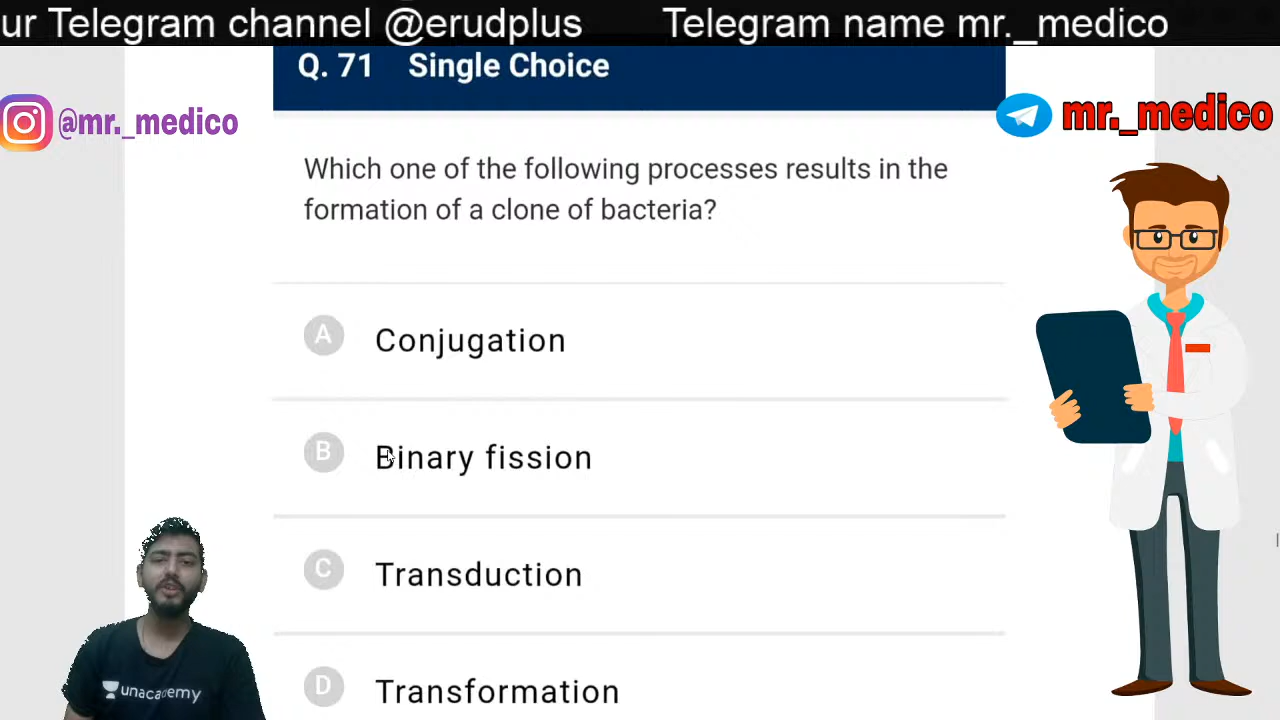 ur Telegram channel @erudplus Telegram name mr._medico
Q. 71 Single Choice
@mr._medico
mr._medico
Which one of the following processes results in the
formation of a clone of bacteria?
A Conjugation
B Binary fission
C Transduction
D Transformation
unacademy